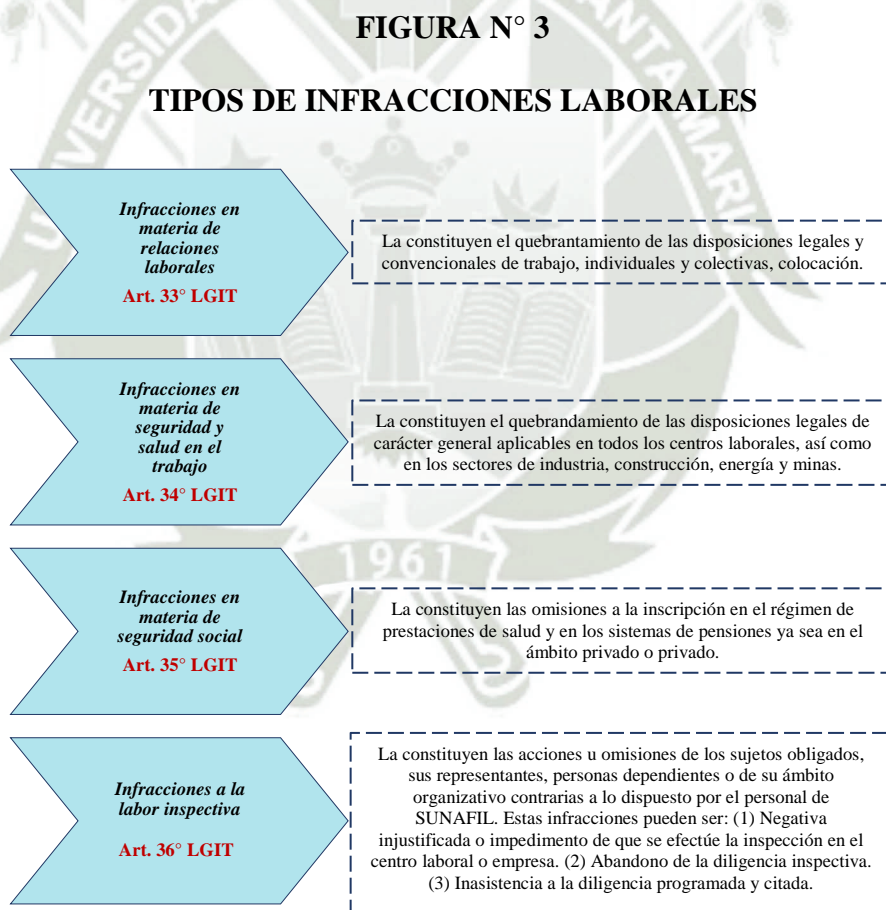 FIGURA N° 3
TIPOS DE INFRACCIONES LABORALES
Infracciones en
materia de
relaciones
laborales
Art. 33° LGIT
La constituyen el quebrantamiento de las disposiciones legales y
convencionales de trabajo, individuales y colectivas, colocación.
Infracciones en
materia de
seguridad y
salud en el
trabajo
Art. 34° LGIT
La constituyen el quebrandamiento de las disposiciones legales de
carácter general aplicables en todos los centros laborales, así como
en los sectores de industria, construcción, energía y minas.
Infracciones en
materia de
seguridad social
Art. 35° LGIT
La constituyen las omisiones a la inscripción en el régimen de
prestaciones de salud y en los sistemas de pensiones ya sea en el
ámbito privado o privado.
Infracciones a la
labor inspectiva
Art. 36° LGIT
La constituyen las acciones u omisiones de los sujetos obligados,
sus representantes, personas dependientes o de su ámbito
organizativo contrarias a lo dispuesto por el personal de
SUNAFIL. Estas infracciones pueden ser: (1) Negativa
injustificada o impedimento de que se efectúe la inspección en el
centro laboral o empresa. (2) Abandono de la diligencia inspectiva.
(3) Inasistencia a la diligencia programada y citada.
1961